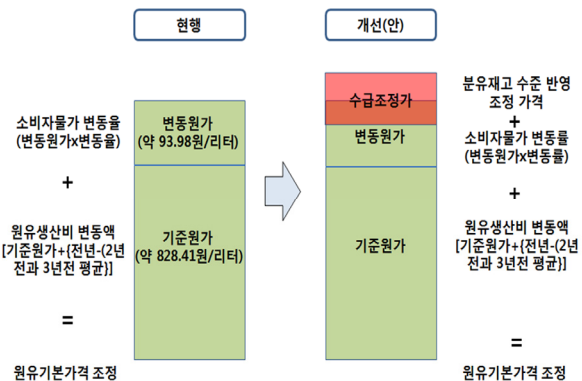 현행
개선(안)
소비자물가 변동율
(변동원가x변동율)
+
원유생산비 변동액
[기준원가+{전년-(2년
전과 3년전 평균}]
=
원유기본가격 조정
변동원가
(약 93.98원/리터)
기준원가
(약 828.41원/리터)
수급조정가
변동원가
기준원가
분유재고 수준 반영
조정 가격
+
소비자물가 변동률
(변동원가x변동률)
+
원유생산비 변동액
[기준원가+{전년-(2년
전과 3년전 평균}]
=
원유기본가격 조정